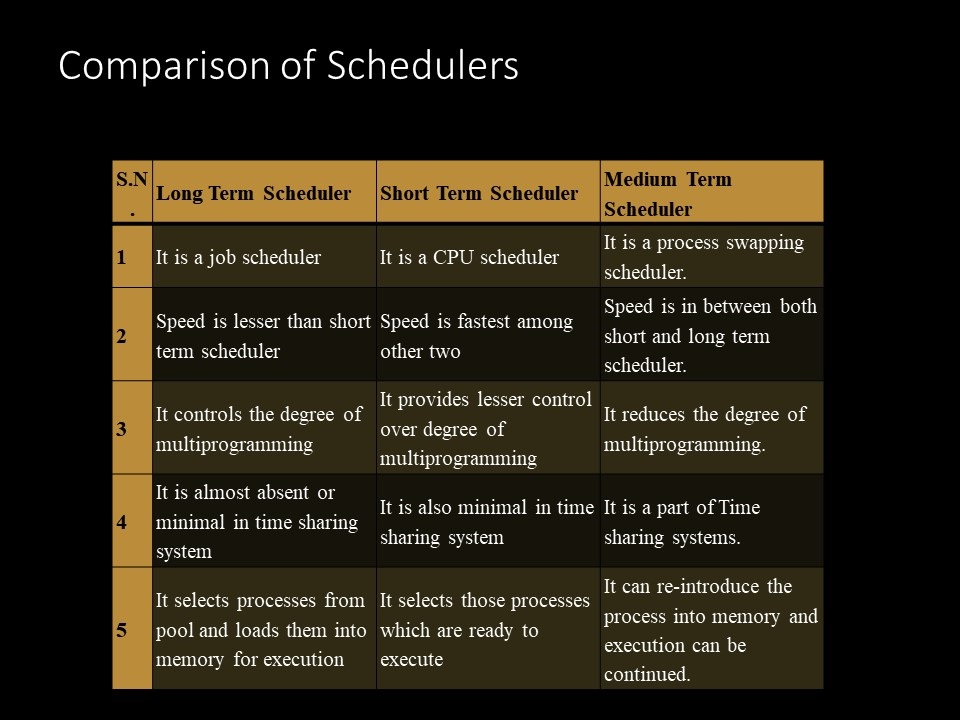 Comparison of Schedulers
S.N
.
Long Term Scheduler
Short Term Scheduler
Medium Term
Scheduler
1
It is a job scheduler
It is a CPU scheduler
It is a process swapping
scheduler.
2
Speed is lesser than short
term scheduler
Speed is fastest among
other two
Speed is in between both
short and long term
scheduler.
3
It controls the degree of
multiprogramming
It provides lesser control
over degree of
multiprogramming
It reduces the degree of
multiprogramming.
4
It is almost absent or
minimal in time sharing
system
It is also minimal in time
sharing system
It is a part of Time
sharing systems.
5
It selects processes from
pool and loads them into
memory for execution
It selects those processes
which are ready to
execute
It can re-introduce the
process into memory and
execution can be
continued.